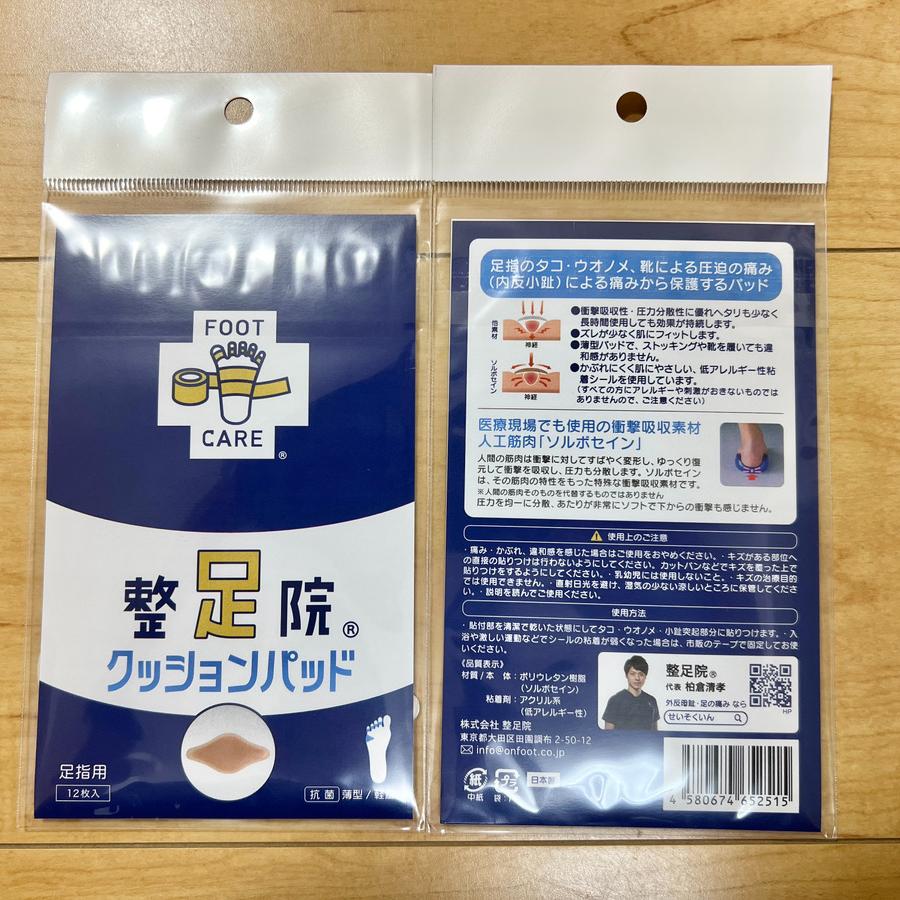 FOOT
CARE
®
整足院®
クッションパッド
足指用
12枚入
抗菌 薄型/軽
足指のタコ・ウオノメ、靴による圧迫の痛み
（内反小趾）による痛みから保護するパッド
他素材
神経
ソルボセイン
神経
●衝撃吸収性・圧力分散性に優れヘタリも少なく
長時間使用しても効果が持続します。
●ズレが少なく肌にフィットします。
●薄型パッドで、ストッキングや靴を履いても違
和感がありません。
●かぶれにくく肌にやさしい、低アレルギー性粘
着シールを使用しています。
（すべての方にアレルギーや刺激がおきないものでは
ありませんので、ご注意ください）
医療現場でも使用の衝撃吸収素材
人工筋肉「ソルボセイン」
人間の筋肉は衝撃に対してすばやく変形し、ゆっくり復
元して衝撃を吸収し、圧力も分散します。ソルボセイン
は、その筋肉の特性をもった特殊な衝撃吸収素材です。
※人間の筋肉そのものを代替するものではありません
圧力を均一に分散、あたりが非常にソフトで下からの衝撃も感じません。
使用上のご注意
・痛み・かぶれ、違和感を感じた場合はご使用をおやめください。・キズがある部位へ
の直接の貼りつけは行わないようにしてください。カットバンなどでキズを覆った上で
貼りつけをするようにしてください。・乳幼児には使用しないこと。・キズの治療目的
では使用できません。・直射日光を避け、湿気の少ない涼しいところに保管してくださ
い。・説明を読んでご使用ください。
使用方法
・貼付部を清潔で乾いた状態にしてタコ・ウオノメ・小趾突起部分に貼りつけます。・入
浴や激しい運動などでシールの粘着が弱くなった場合は、市販のテープで固定してお使
いください。
《品質表示》
材質/本 体：ポリウレタン樹脂
（ソルボセイン）
粘着剤：アクリル系
（低アレルギー性）
株式会社 整足院
東京都大田区田園調布 2-50-12
info@onfoot.co.jp
整足院®
代表 柏倉清孝
外反母趾・足の痛み なら
せいそくいん
HP
紙
中紙
プラ
袋：
日本製
4 580674 652515